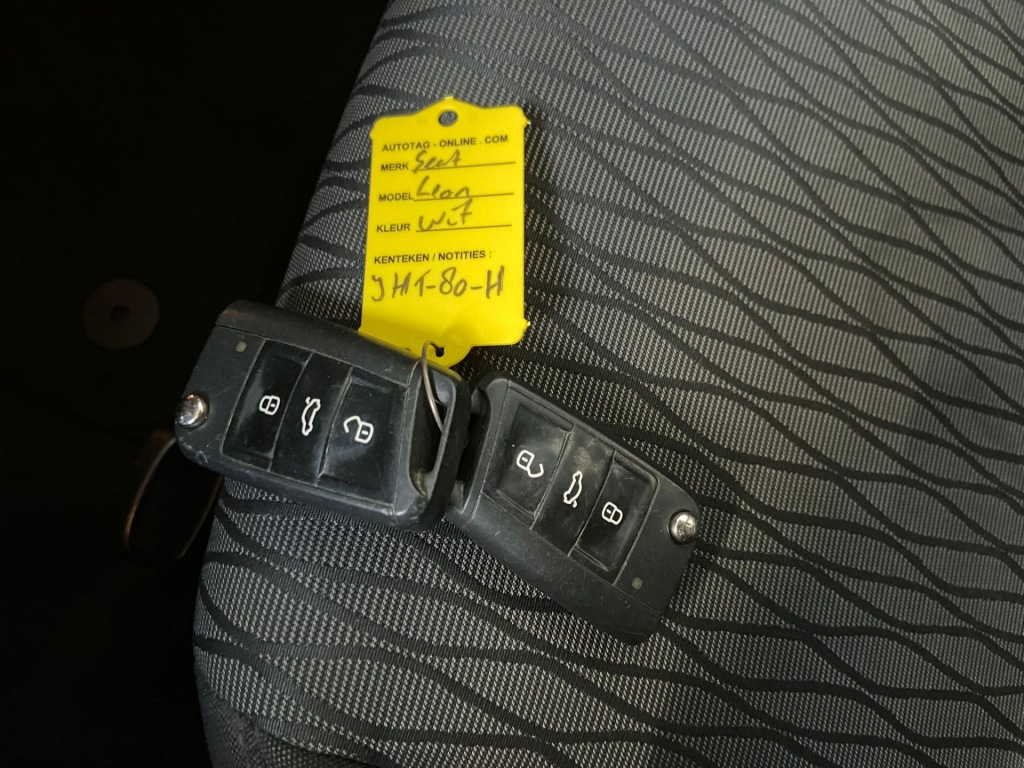 AUTOTAG - ONLINE . COM
MERK Seat
MODEL Leon
KLEUR Wit
KENTEKEN / NOTITIES :
JHT-80-H